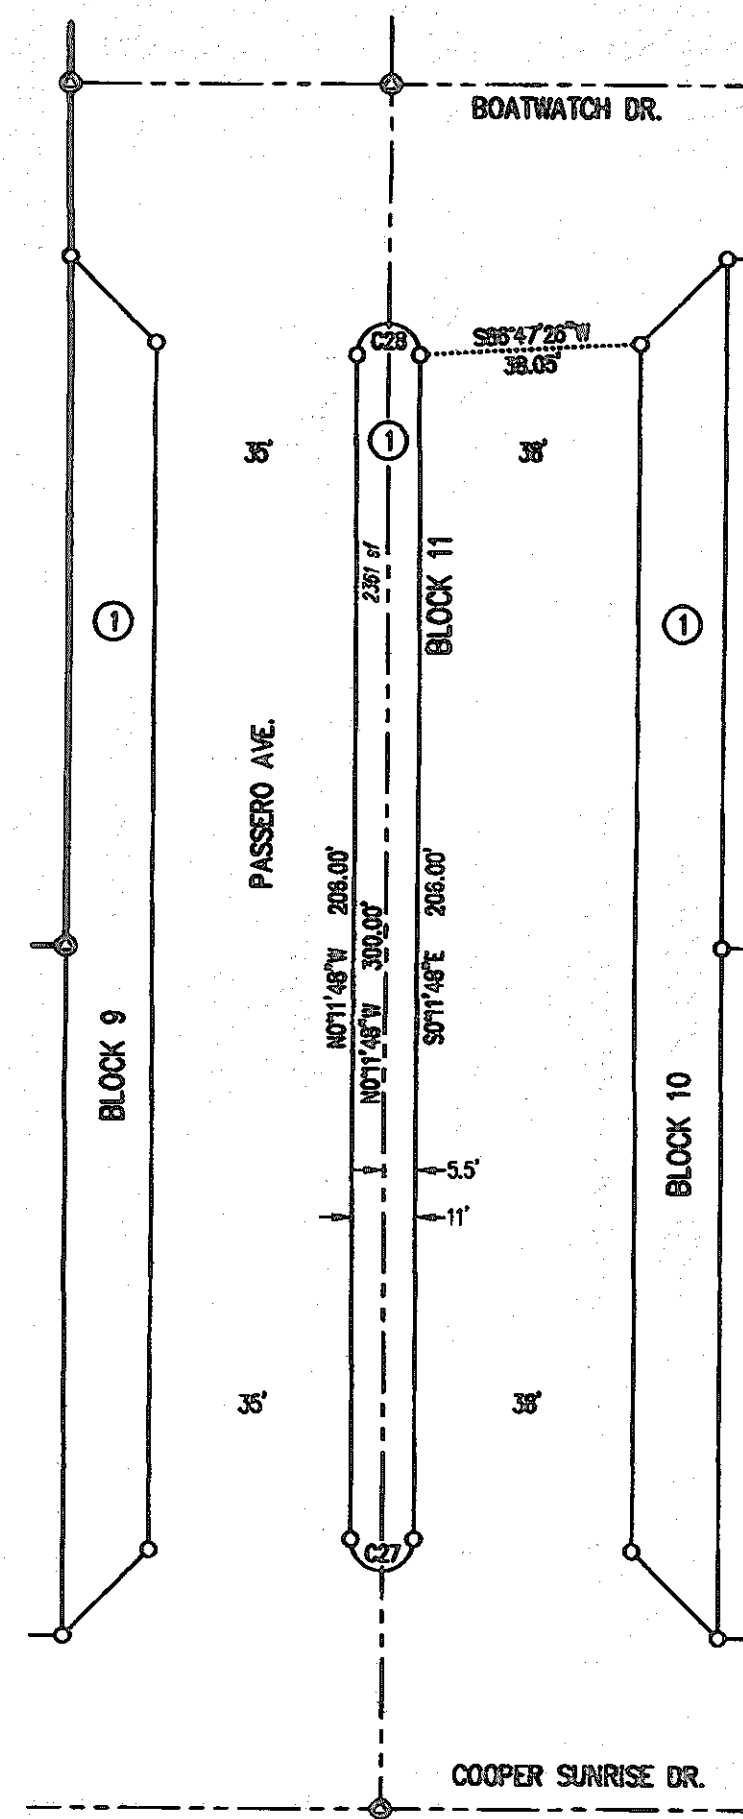 BOATWATCH DR.
C28
S86°47'26"W
38.05'
1
35'
38'
2361 sf
BLOCK 11
1
1
PASSERO AVE.
N0°11'48"W 206.00'
N0°11'48"W 300.00'
S0°11'48"E 206.00'
BLOCK 9
BLOCK 10
5.5'
11'
35'
38'
C27
COOPER SUNRISE DR.